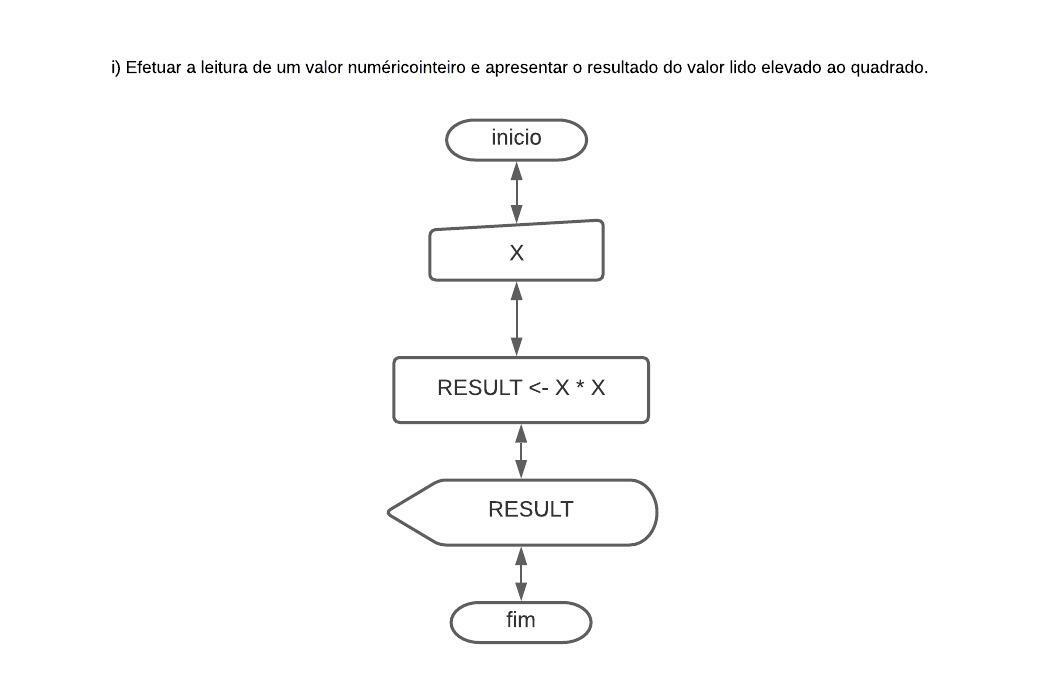 i) Efetuar a leitura de um valor numéricointeiro e apresentar o resultado do valor lido elevado ao quadrado.
inicio
X
RESULT <- X * X
RESULT
fim